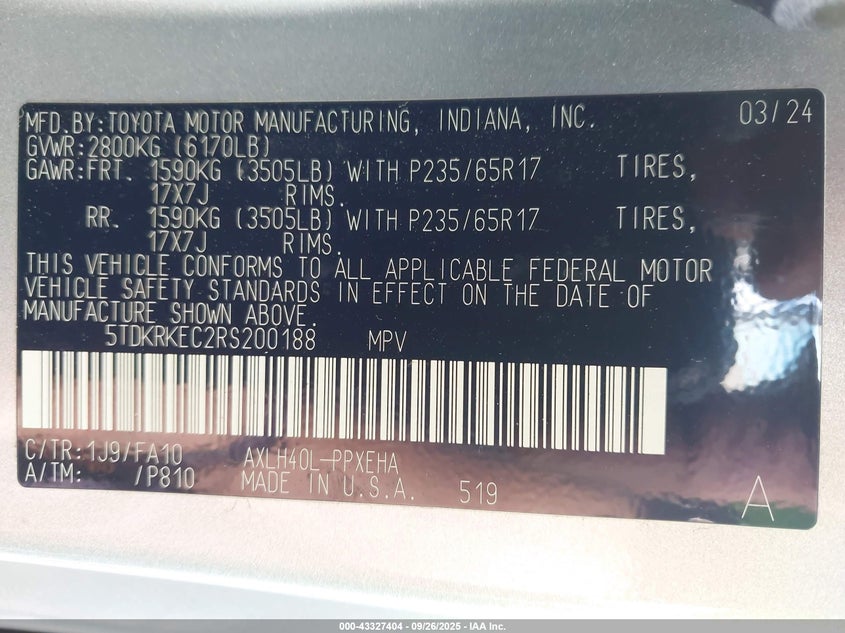 MFD.BY:TOYOTA MOTOR MANUFACTURING, INDIANA, INC. 03/24
GVWR:2800KG (6170LB)
GAWR:FRT. 1590KG (3505LB) WITH P235/65R17 TIRES,
17X7J RIMS.
RR. 1590KG (3505LB) WITH P235/65R17 TIRES,
17X7J RIMS.
THIS VEHICLE CONFORMS TO ALL APPLICABLE FEDERAL MOTOR
VEHICLE SAFETY STANDARDS IN EFFECT ON THE DATE OF
MANUFACTURE SHOWN ABOVE.
5TDKRKEC2RS200188 MPV
C/TR:1J9/FA10 AXLH40L-PPXEHA
A/TM: /P810 MADE IN U.S.A. 519 A
000-43327404 - 09/26/2025 - IAA Inc.